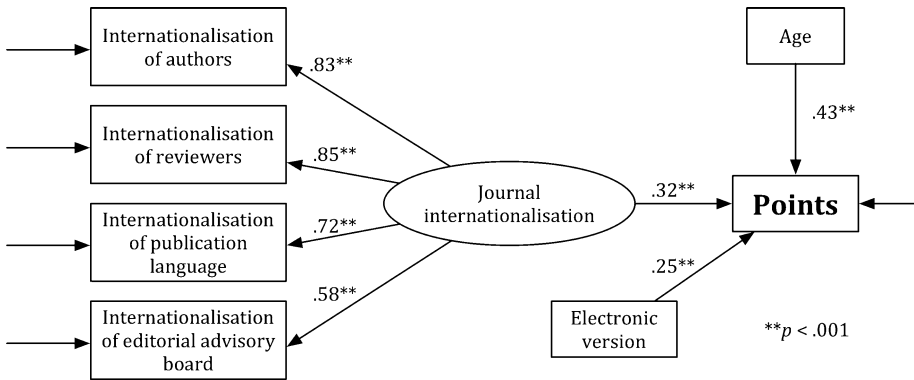 Internationalisation
of authors
.83**
Internationalisation
of reviewers
.85**
Internationalisation
of publication
language
.72**
Internationalisation
of editorial advisory
board
.58**
Journal
internationalisation
.32**
Age
.43**
Points
.25**
Electronic
version
**p < .001